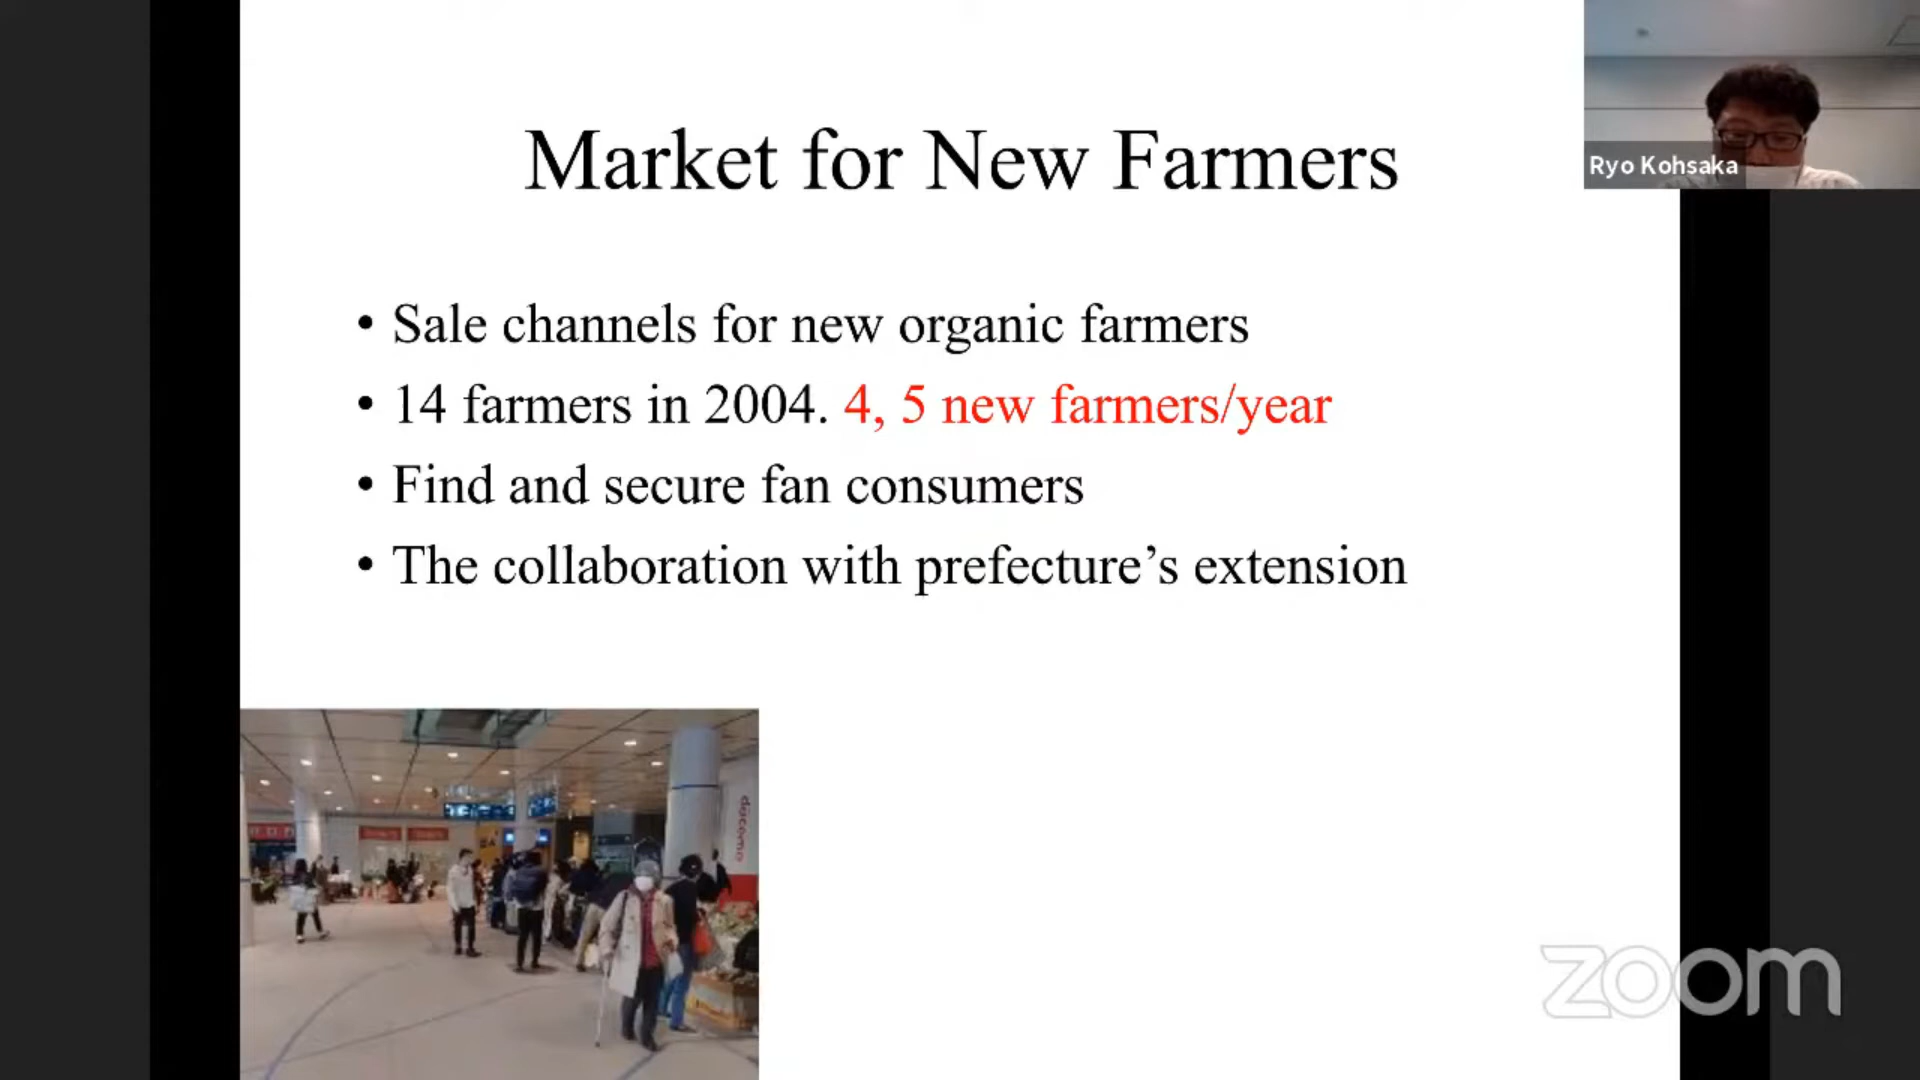 Market for New Farmers
Ryo Kohsaka
• Sale channels for new organic farmers
• 14 farmers in 2004. 4, 5 new farmers/year
• Find and secure fan consumers
• The collaboration with prefecture’s extension
docomo
zoom